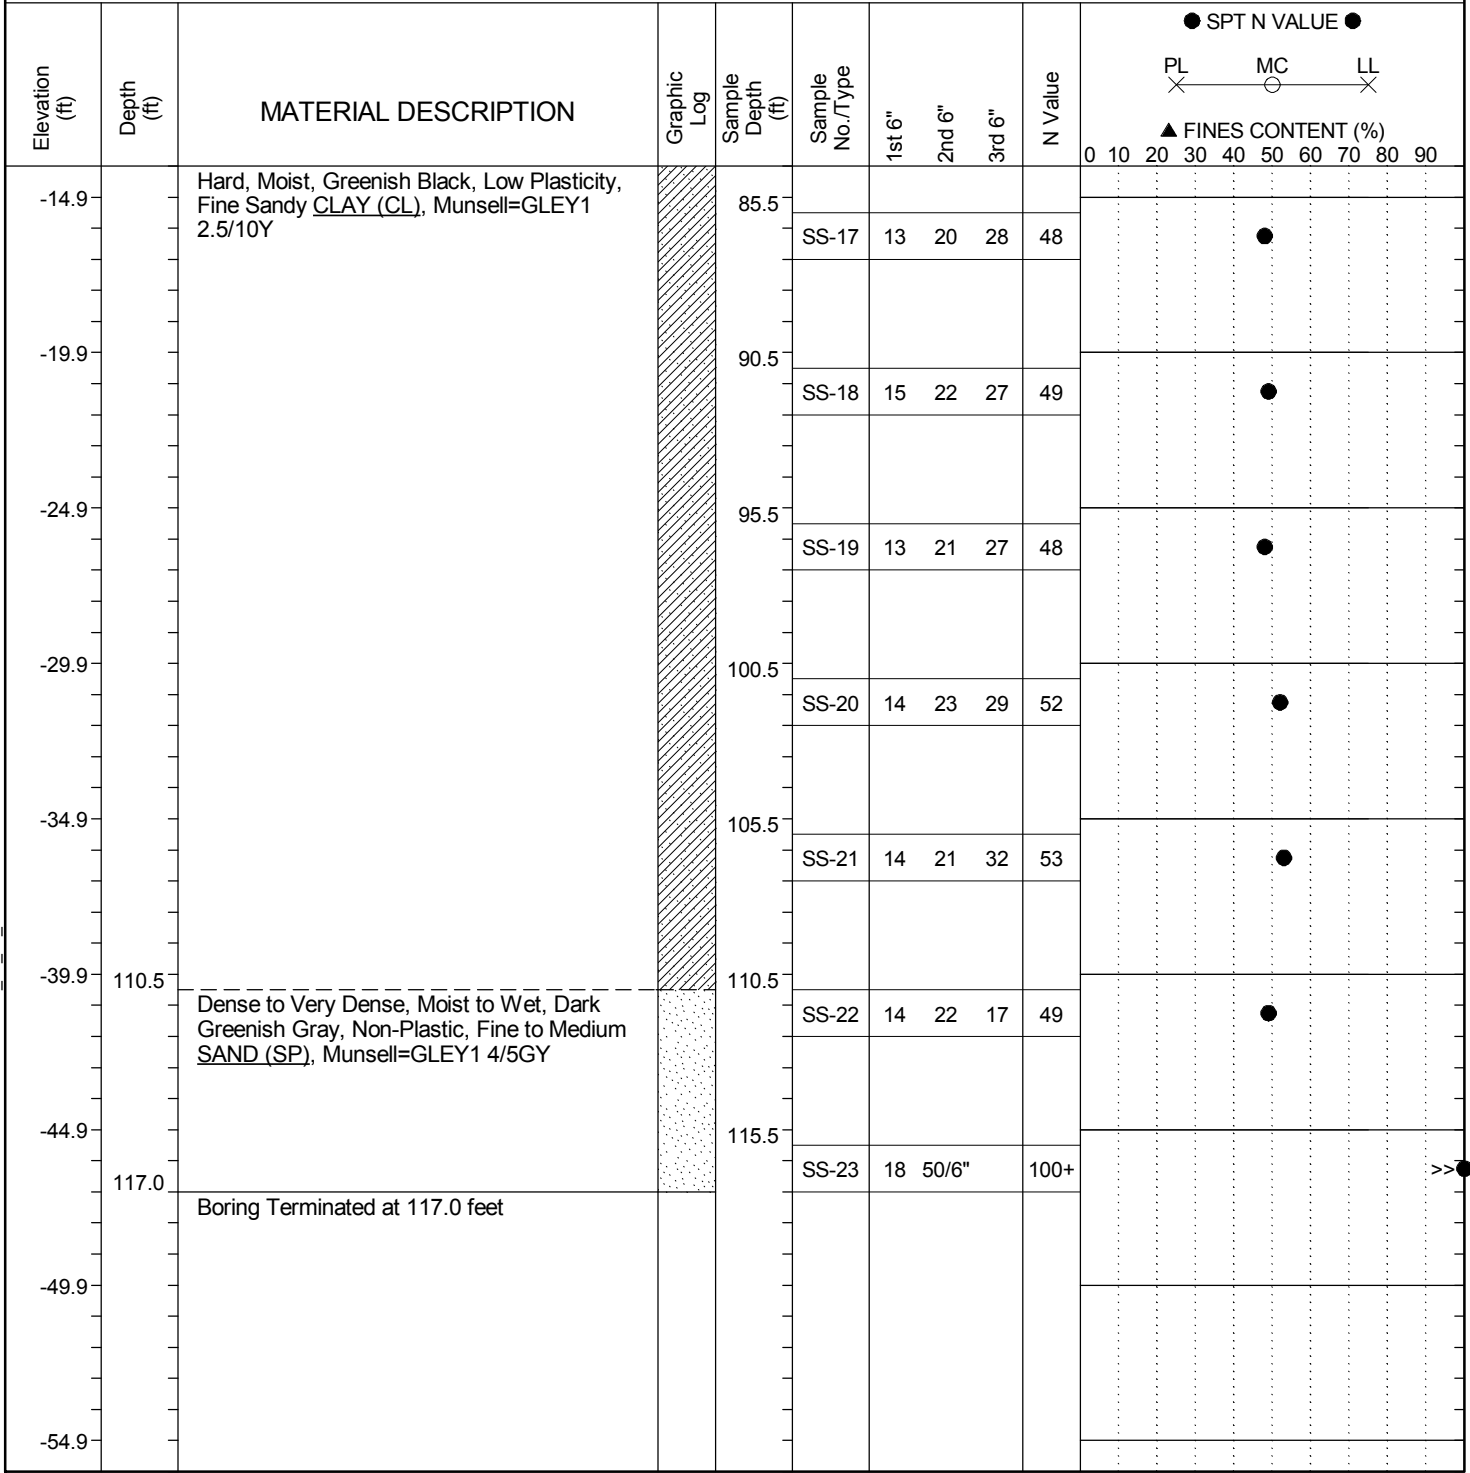 ● SPT N VALUE ●
PL MC LL
▲ FINES CONTENT (%)
0 10 20 30 40 50 60 70 80 90
Elevation (ft)
Depth (ft)
MATERIAL DESCRIPTION
Graphic Log
Sample Depth (ft)
Sample No./Type
1st 6"
2nd 6"
3rd 6"
N Value
Hard, Moist, Greenish Black, Low Plasticity,
-14.9 Fine Sandy CLAY (CL), Munsell=GLEY1 85.5
2.5/10Y
SS-17 13 20 28 48
-19.9 90.5
SS-18 15 22 27 49
-24.9 95.5
SS-19 13 21 27 48
-29.9 100.5
SS-20 14 23 29 52
-34.9 105.5
SS-21 14 21 32 53
-39.9 110.5 110.5
Dense to Very Dense, Moist to Wet, Dark
Greenish Gray, Non-Plastic, Fine to Medium
SS-22 14 22 17 49
SAND (SP), Munsell=GLEY1 4/5GY
-44.9 115.5
SS-23 18 50/6" 100+ >>
117.0
Boring Terminated at 117.0 feet
-49.9
-54.9